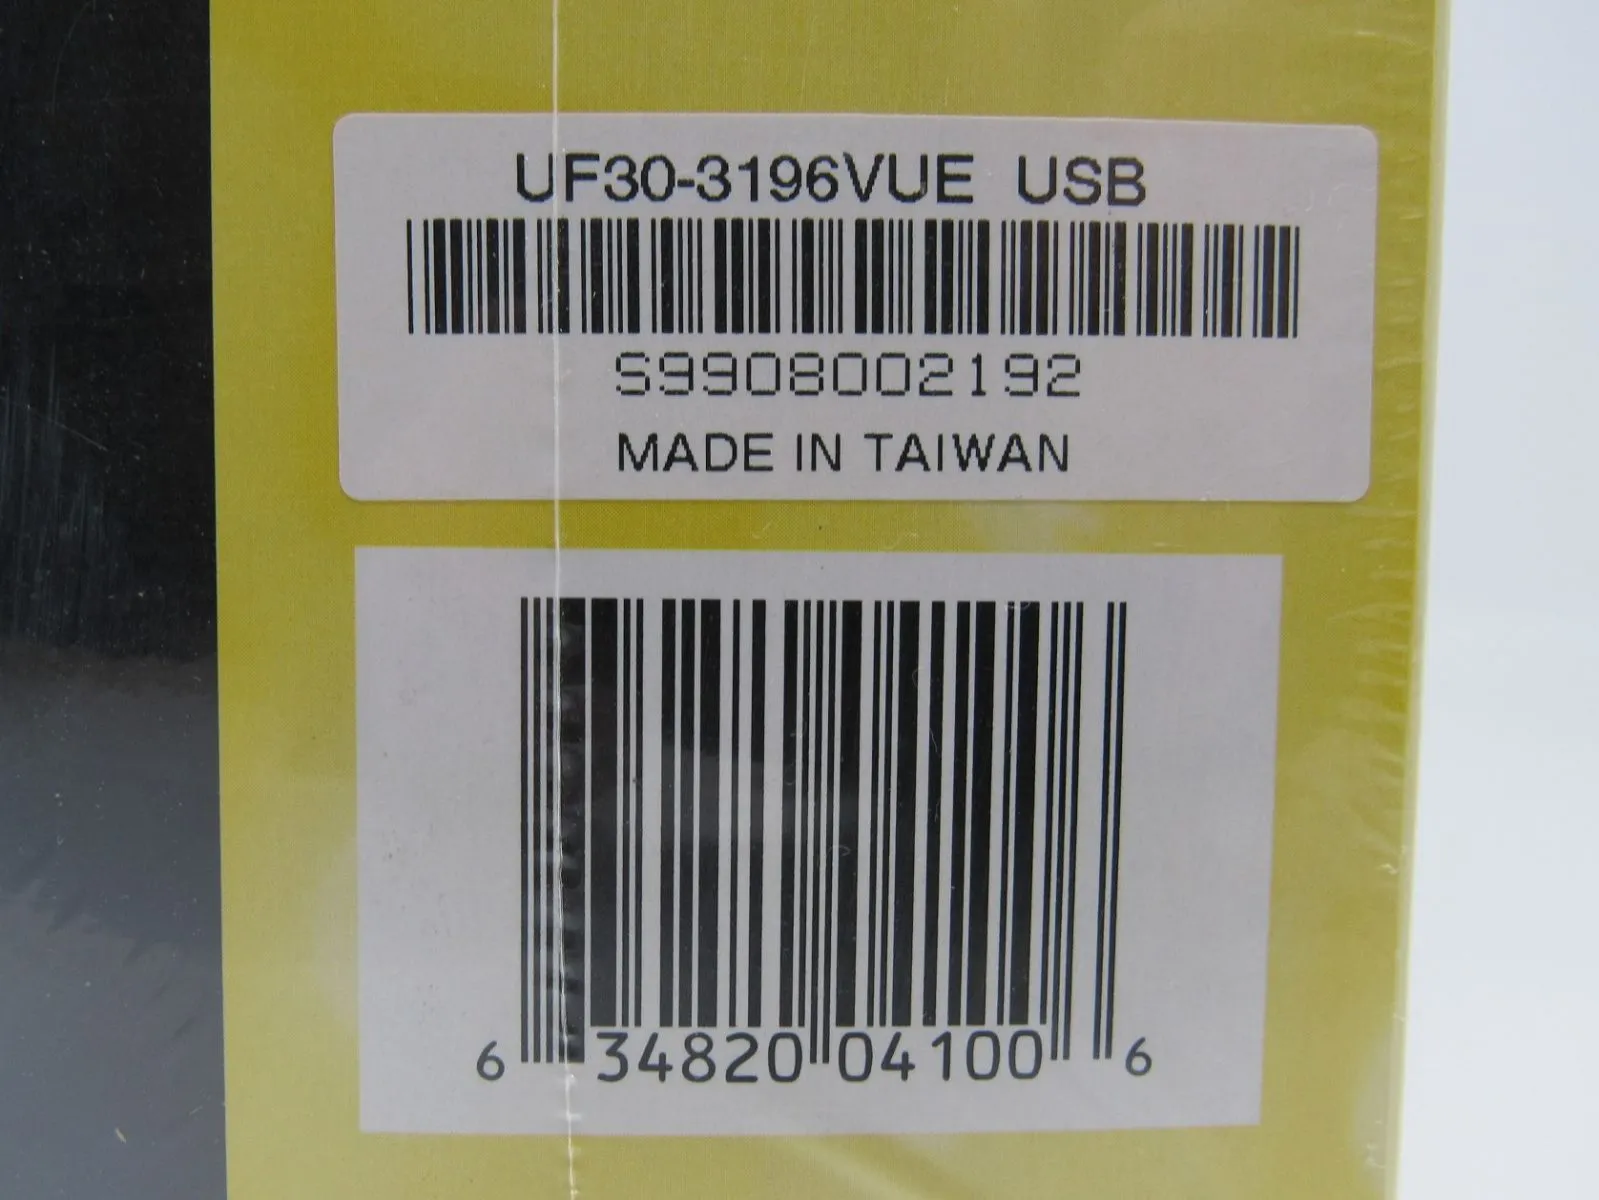 UF30-3196VUE USB
S9908002192
MADE IN TAIWAN
6 34820 04100 6